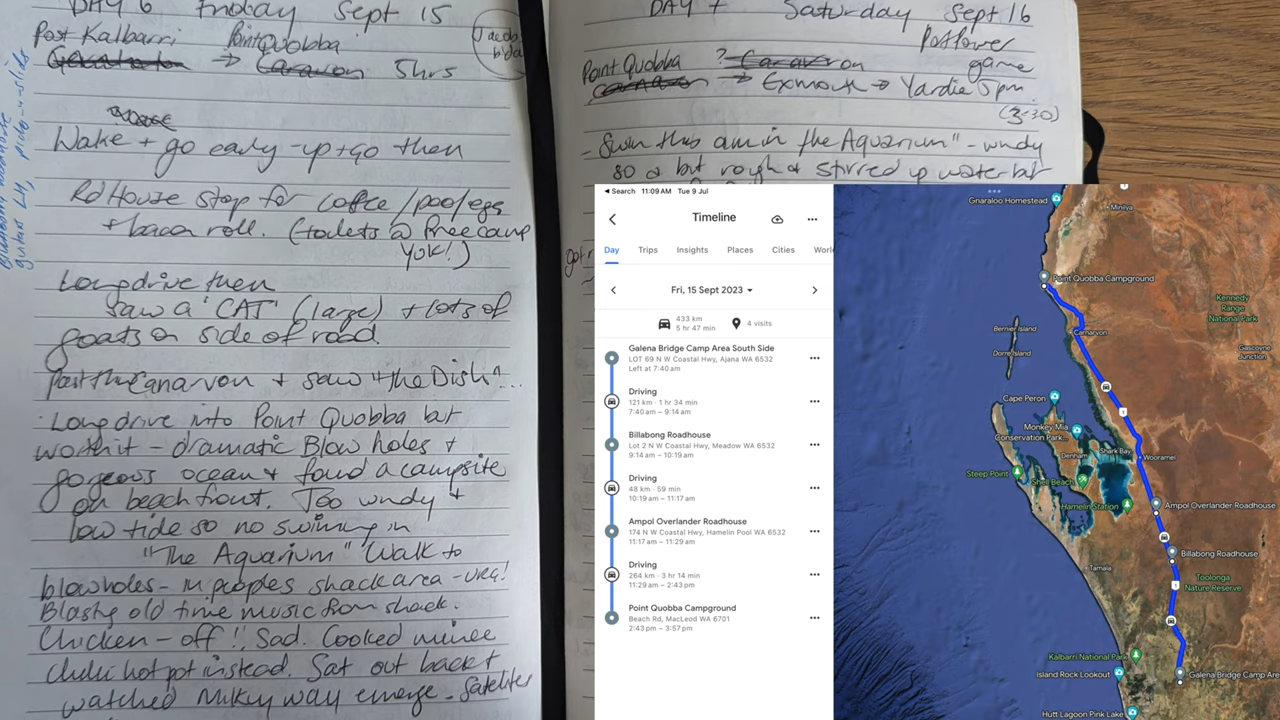 DAY 6 Friday Sept 15
Post Kalbarri Point Quobba
→ 5hrs
Wake + go early - up + go then
Rd House stop for coffee / poo / egg
+ bacon roll. (toilets @ free camp
yuk!)
Long drive then
saw a 'CAT' (large) + lots of
goats on side of road
Past the Canarvon + saw "the Dish"...
Long drive into Point Quobba but
worth it - dramatic Blow holes +
gorgeous ocean + campsite
on beachfront. Too windy +
low tide so no swimming in
"The Aquarium" Walk to
blowholes - shack area - ukg!
old time music from shack.
Chicken - off!! Sad. Cooked mince
hot pot instead. Sat out back +
watched Milky way emerge - satellites
DAY 7 Saturday Sept 16
Point Quobba ?
game
→ Exmouth → Yardie 5pm.
(3:30)
- Swim this am in the Aquarium" - windy
so a bit rough + stirred up water but
got
Search 11:09 AM Tue 9 Jul
Timeline
Day Trips Insights Places Cities Worl
Fri, 15 Sept 2023
433 km
5 hr 47 min
4 visits
Galena Bridge Camp Area South Side
LOT 69 N W Coastal Hwy, Ajana WA 6532
Left at 7:40 am
Driving
121 km · 1 hr 34 min
7:40 am – 9:14 am
Billabong Roadhouse
Lot 2 N W Coastal Hwy, Meadow WA 6532
9:14 am – 10:19 am
Driving
48 km · 59 min
10:19 am – 11:17 am
Ampol Overlander Roadhouse
174 N W Coastal Hwy, Hamelin Pool WA 6532
11:17 am – 11:29 am
Driving
264 km · 3 hr 14 min
11:29 am – 2:43 pm
Point Quobba Campground
Beach Rd, MacLeod WA 6701
2:43 pm – 3:57 pm
Gnaraloo Homestead
Minilya
Point Quobba Campground
Kennedy
Range
National Park
Bernier Island
Carnarvon
Gascoyne
Junction
Dorre Island
Cape Peron
1
Monkey Mia
Conservation Park...
Denham
Shark Bay
Wooramel
Steep Point
Shell Beach
Hamelin Station
Ampol Overlander Roadhouse
Billabong Roadhouse
Tamala
Toolonga
Nature Reserve
1
Kalbarri National Park
Island Rock Lookout
Galena Bridge Camp Are
Hutt Lagoon Pink Lake